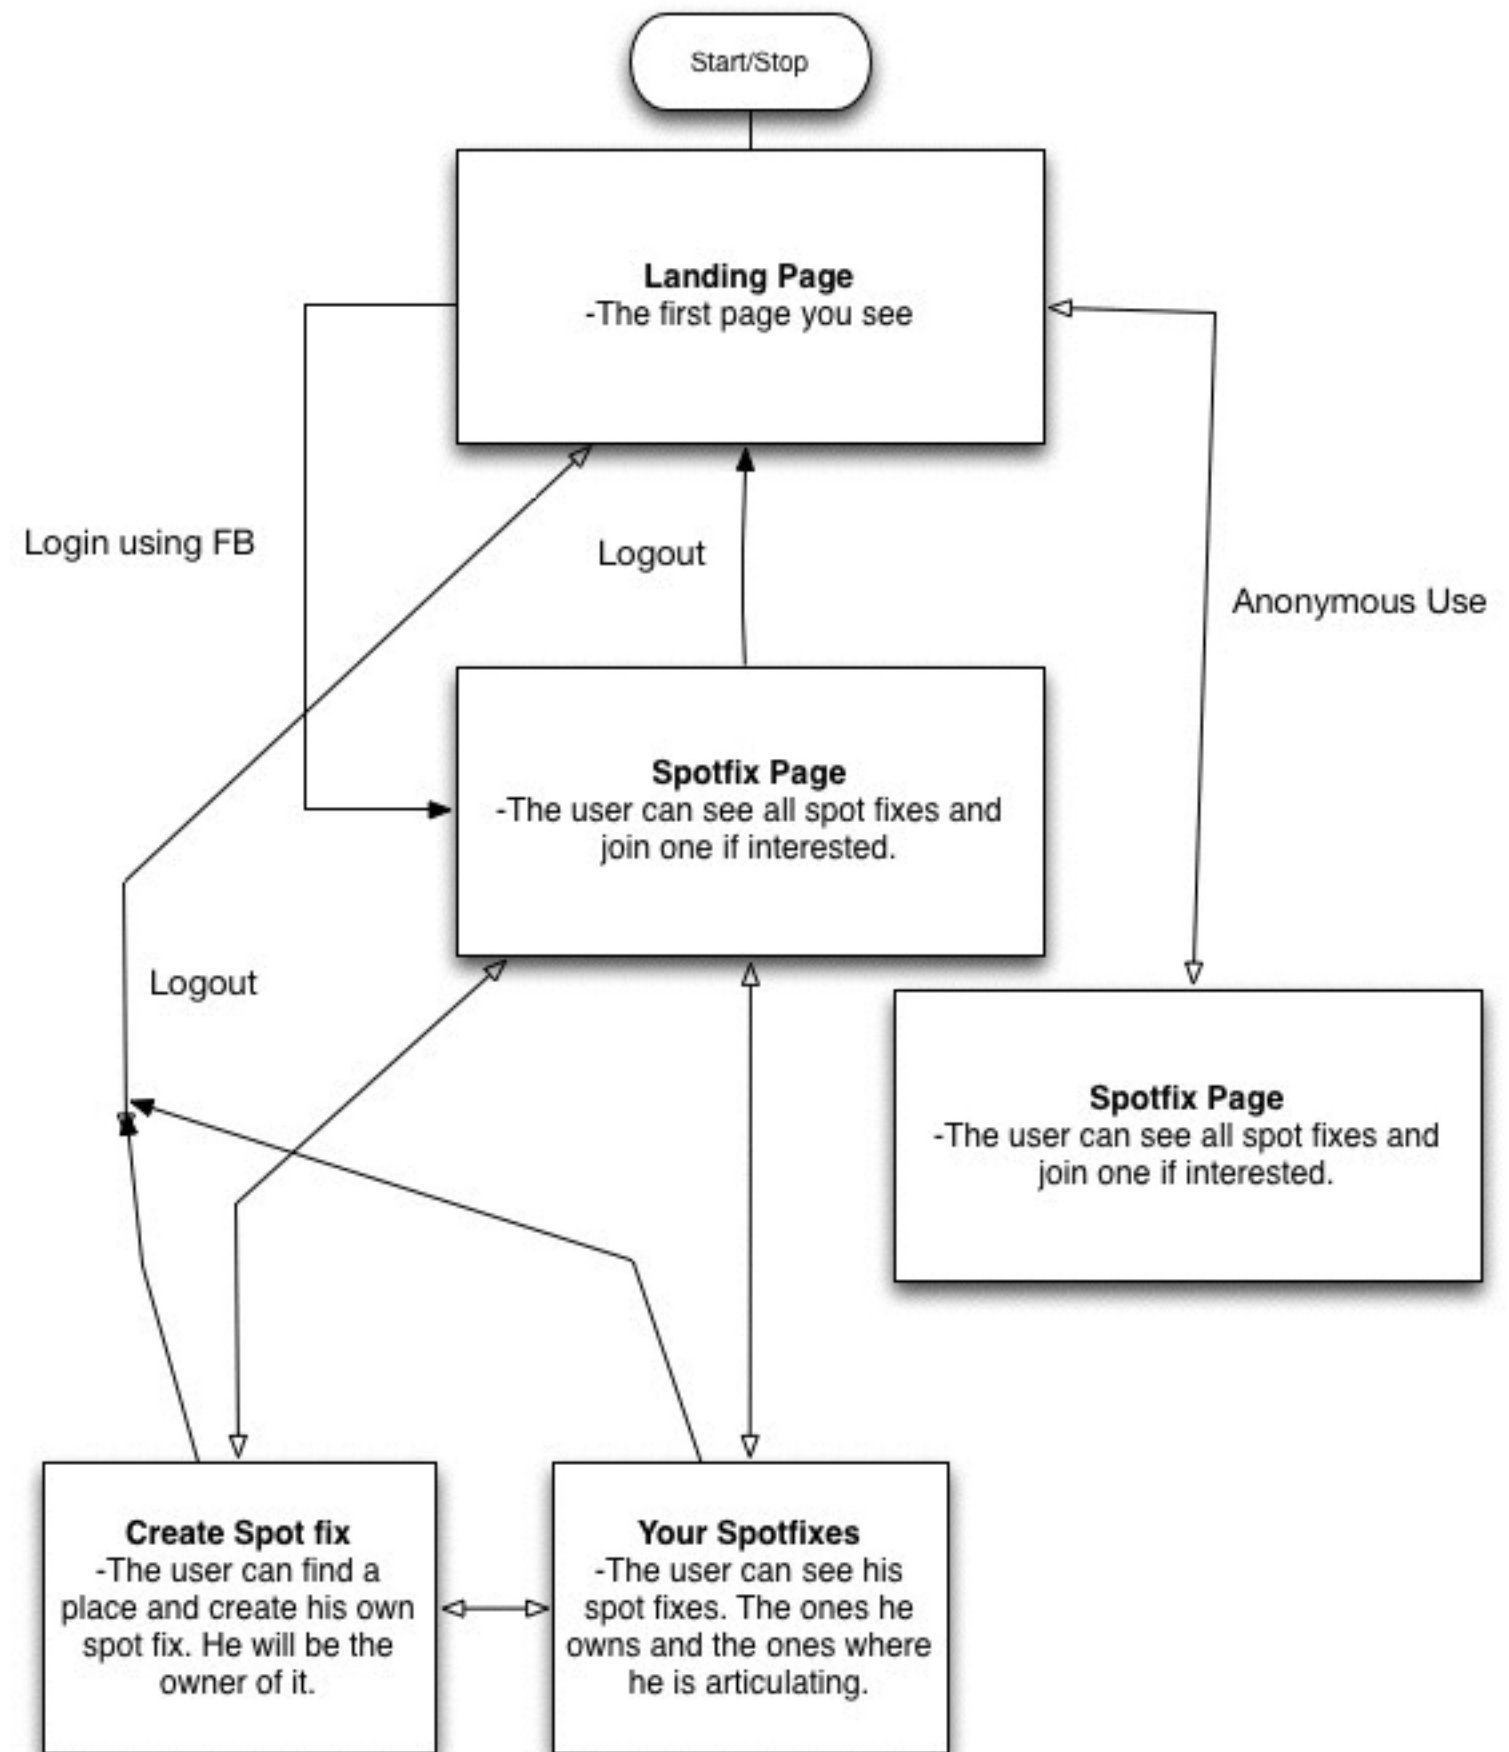 Start/Stop
Landing Page
-The first page you see
Login using FB
Logout
Anonymous Use
Spotfix Page
-The user can see all spot fixes and
join one if interested.
Logout
Spotfix Page
-The user can see all spot fixes and
join one if interested.
Create Spot fix
-The user can find a
place and create his own
spot fix. He will be the
owner of it.
Your Spotfixes
-The user can see his
spot fixes. The ones he
owns and the ones where
he is articulating.